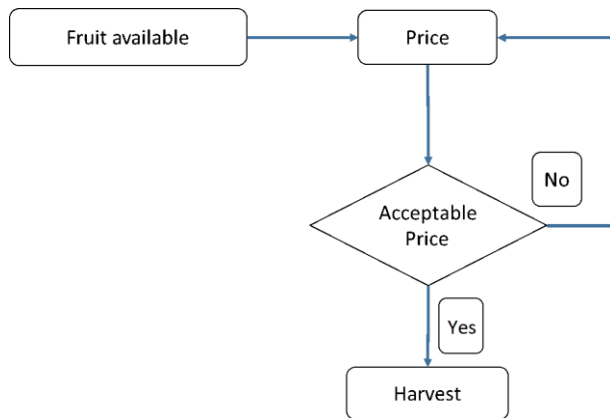 Fruit available
Price
Acceptable
Price
No
Yes
Harvest